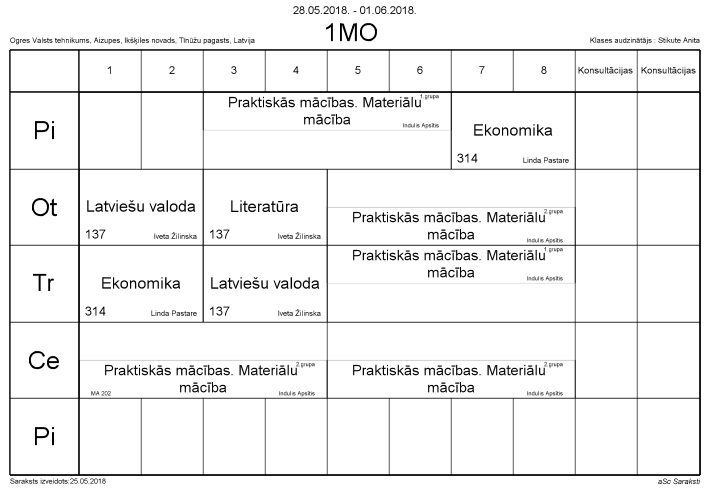 28.05.2018. - 01.06.2018.
1MO
Ogres Valsts tehnikums, Aizupes, Ikšķiles novads, Tīnūžu pagasts, Latvija
Klases audzinātājs : Stikute Anita
1 2 3 4 5 6 7 8 Konsultācijas Konsultācijas
Pi
Praktiskās mācības. Materiālu
mācība
1.grupa
Indulis Apsītis
Ekonomika
314 Linda Pastare
Ot
Latviešu valoda
137 Iveta Žilinska
Literatūra
137 Iveta Žilinska
Praktiskās mācības. Materiālu
mācība
2.grupa
Indulis Apsītis
Tr
Ekonomika
314 Linda Pastare
Latviešu valoda
137 Iveta Žilinska
Praktiskās mācības. Materiālu
mācība
1.grupa
Indulis Apsītis
Ce
Praktiskās mācības. Materiālu
mācība
2.grupa
MA 202 Indulis Apsītis
Praktiskās mācības. Materiālu
mācība
2.grupa
Indulis Apsītis
Pi
Saraksts izveidots:25.05.2018
aSc Saraksti